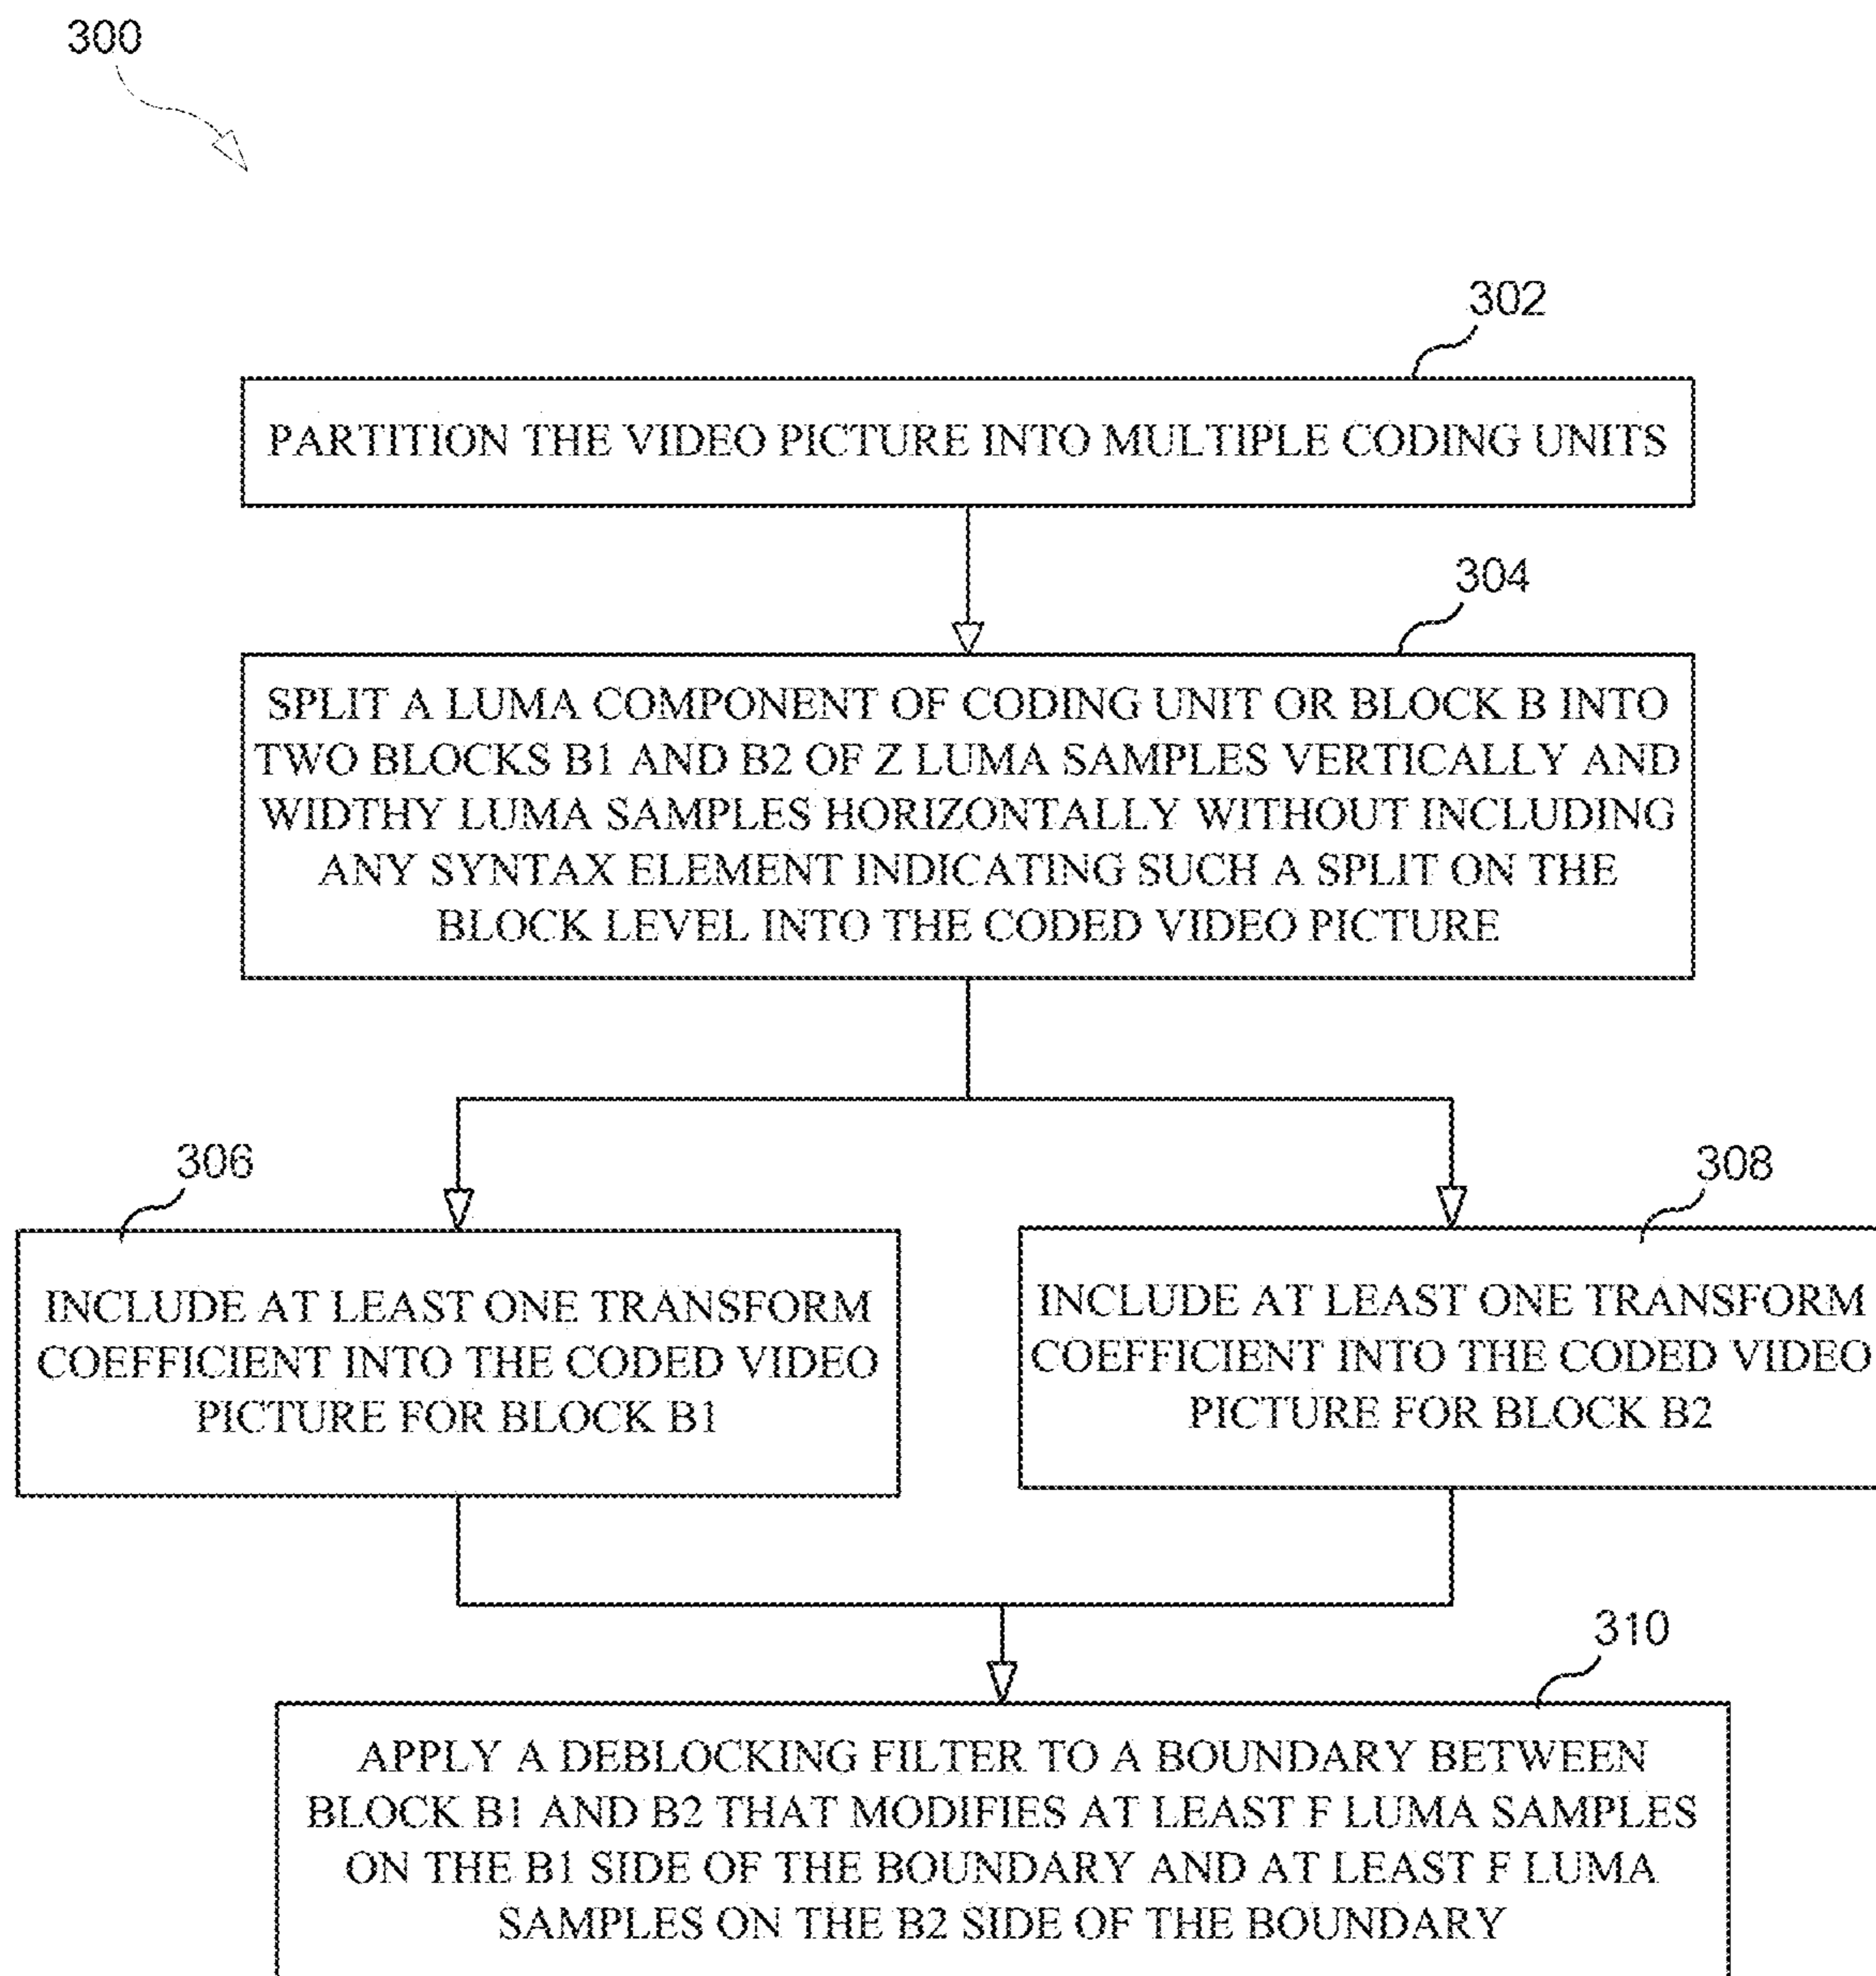 300
302
PARTITION THE VIDEO PICTURE INTO MULTIPLE CODING UNITS
304
SPLIT A LUMA COMPONENT OF CODING UNIT OR BLOCK B INTO
TWO BLOCKS B1 AND B2 OF Z LUMA SAMPLES VERTICALLY AND
WIDTHY LUMA SAMPLES HORIZONTALLY WITHOUT INCLUDING
ANY SYNTAX ELEMENT INDICATING SUCH A SPLIT ON THE
BLOCK LEVEL INTO THE CODED VIDEO PICTURE
306
INCLUDE AT LEAST ONE TRANSFORM
COEFFICIENT INTO THE CODED VIDEO
PICTURE FOR BLOCK B1
308
INCLUDE AT LEAST ONE TRANSFORM
COEFFICIENT INTO THE CODED VIDEO
PICTURE FOR BLOCK B2
310
APPLY A DEBLOCKING FILTER TO A BOUNDARY BETWEEN
BLOCK B1 AND B2 THAT MODIFIES AT LEAST F LUMA SAMPLES
ON THE B1 SIDE OF THE BOUNDARY AND AT LEAST F LUMA
SAMPLES ON THE B2 SIDE OF THE BOUNDARY